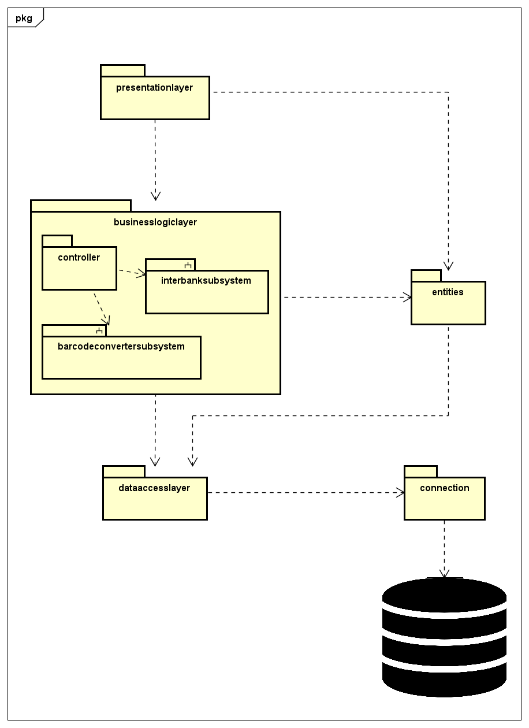 pkg
presentationlayer
businesslogiclayer
controller
interbanksubsystem
entities
barcodeconvertersubsystem
dataaccesslayer
connection